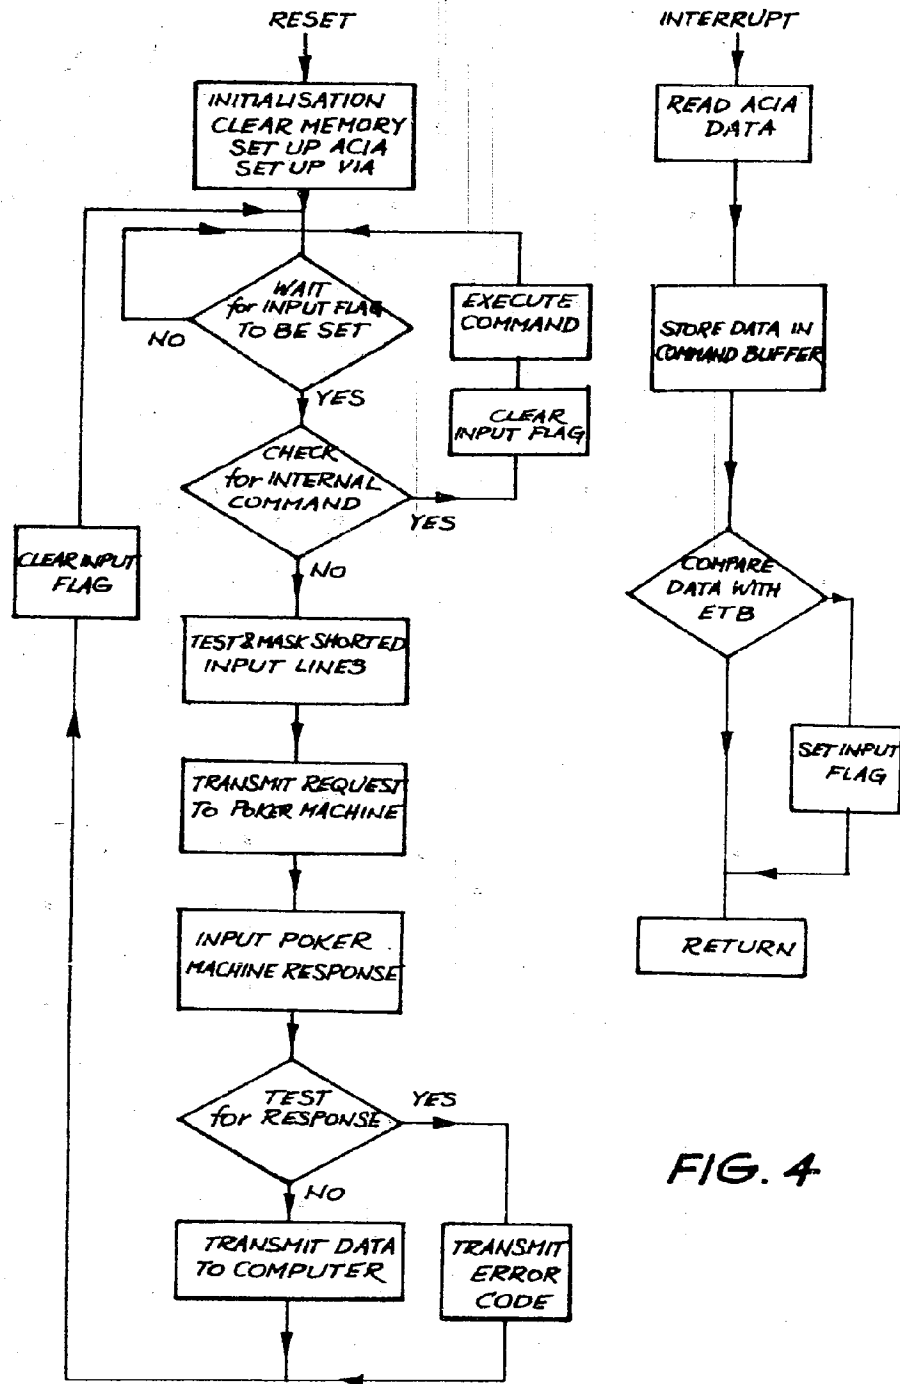 RESET
INITIALISATION
CLEAR MEMORY
SET UP ACIA
SET UP VIA
WAIT
for INPUT FLAG
TO BE SET
NO
YES
EXECUTE
COMMAND
CLEAR
INPUT FLAG
CHECK
for INTERNAL
COMMAND
YES
NO
CLEAR INPUT
FLAG
TEST & MASK SHORTED
INPUT LINES
TRANSMIT REQUEST
TO POKER MACHINE
INPUT POKER
MACHINE RESPONSE
TEST
for RESPONSE
YES
NO
TRANSMIT DATA
TO COMPUTER
TRANSMIT
ERROR
CODE
INTERRUPT
READ ACIA
DATA
STORE DATA IN
COMMAND BUFFER
COMPARE
DATA WITH
ETB
SET INPUT
FLAG
RETURN
FIG. 4